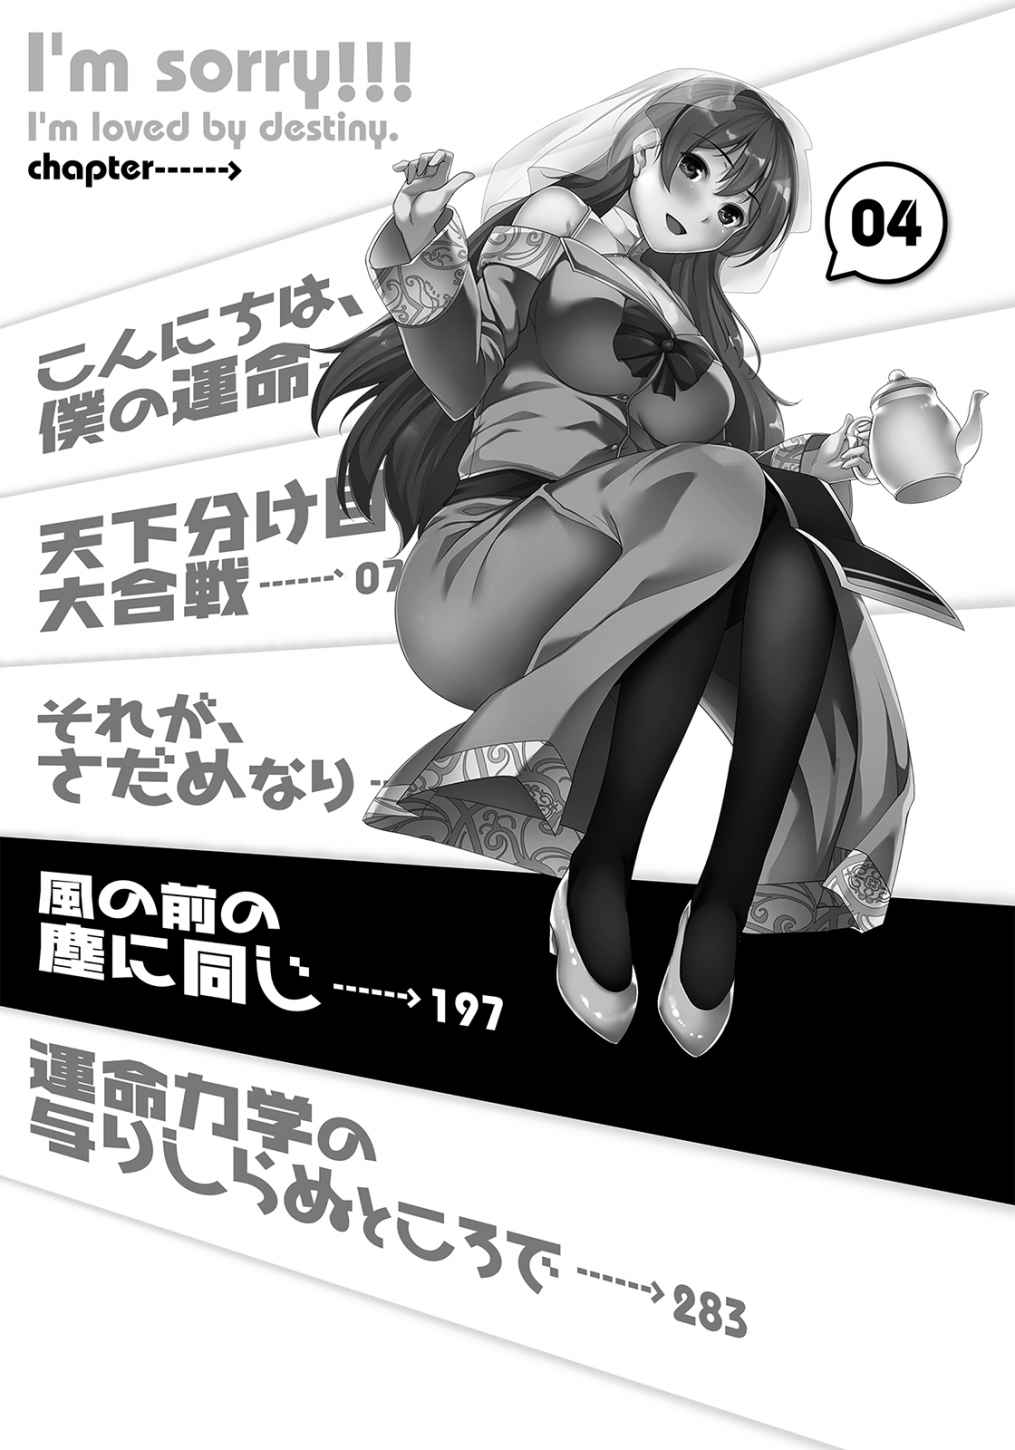 I'm sorry!!!
I'm loved by destiny.
chapter------>
04
こんにちは、
僕の運命
天下分け目
大合戦 ------> 07
それが、
さだめなり --
風の前の
塵に同じ ------> 197
運命力学の
与りしらぬところで ------> 283